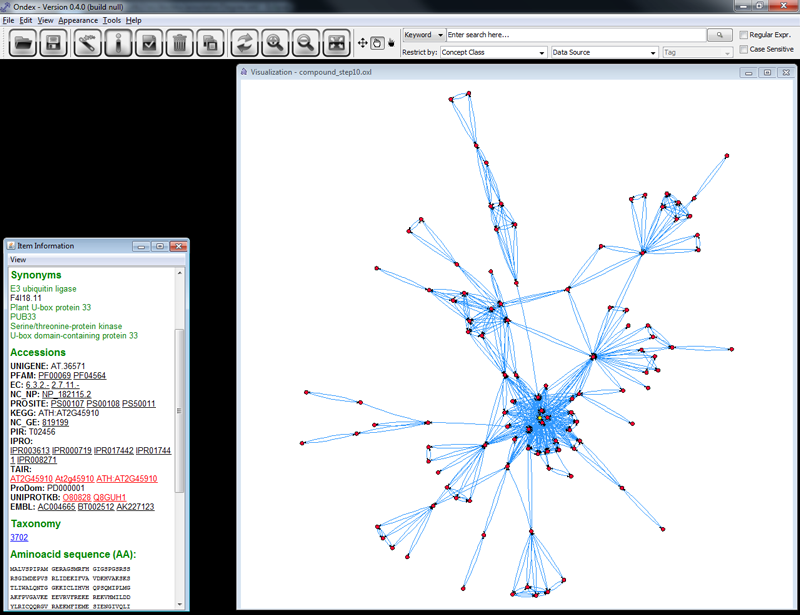 Ondex - Version 0.4.0 (build null)
File Edit View Appearance Tools Help
Keyword Enter search here... Regular Expr.
Restrict by: Concept Class Data Source Tag Case Sensitive
Visualization - compound_step10.oxl
Item Information
View
Synonyms
E3 ubiquitin ligase
F4I18.11
Plant U-box protein 33
PUB33
Serine/threonine-protein kinase
U-box domain-containing protein 33
Accessions
UNIGENE: AT.36571
PFAM: PF00069 PF04564
EC: 6.3.2.- 2.7.11.-
NC_NP: NP_182115.2
PROSITE: PS00107 PS00108 PS50011
KEGG: ATH:AT2G45910
NC_GE: 819199
PIR: T02456
IPRO:
IPR003613 IPR000719 IPR017442 IPR01744
1 IPR008271
TAIR:
AT2G45910 At2g45910 ATH:AT2G45910
ProDom: PD000001
UNIPROTKB: O80828 Q8GUH1
EMBL: AC004665 BT002512 AK227123
Taxonomy
3702
Aminoacid sequence (AA):
MALVSPIPAM GERAGSMRFH GIGSPGSRSS
RSGIMDEPVS RLIDEKIFVA VDKHVAKSKS
TLIWALQNTG GKKICLIHVH QPSQMIPLMG
AKFPVGAVKE EEVRVFREKE REKVHMILDD
YLRICQQRGV RAEKMFIEME SIENGIVQLI